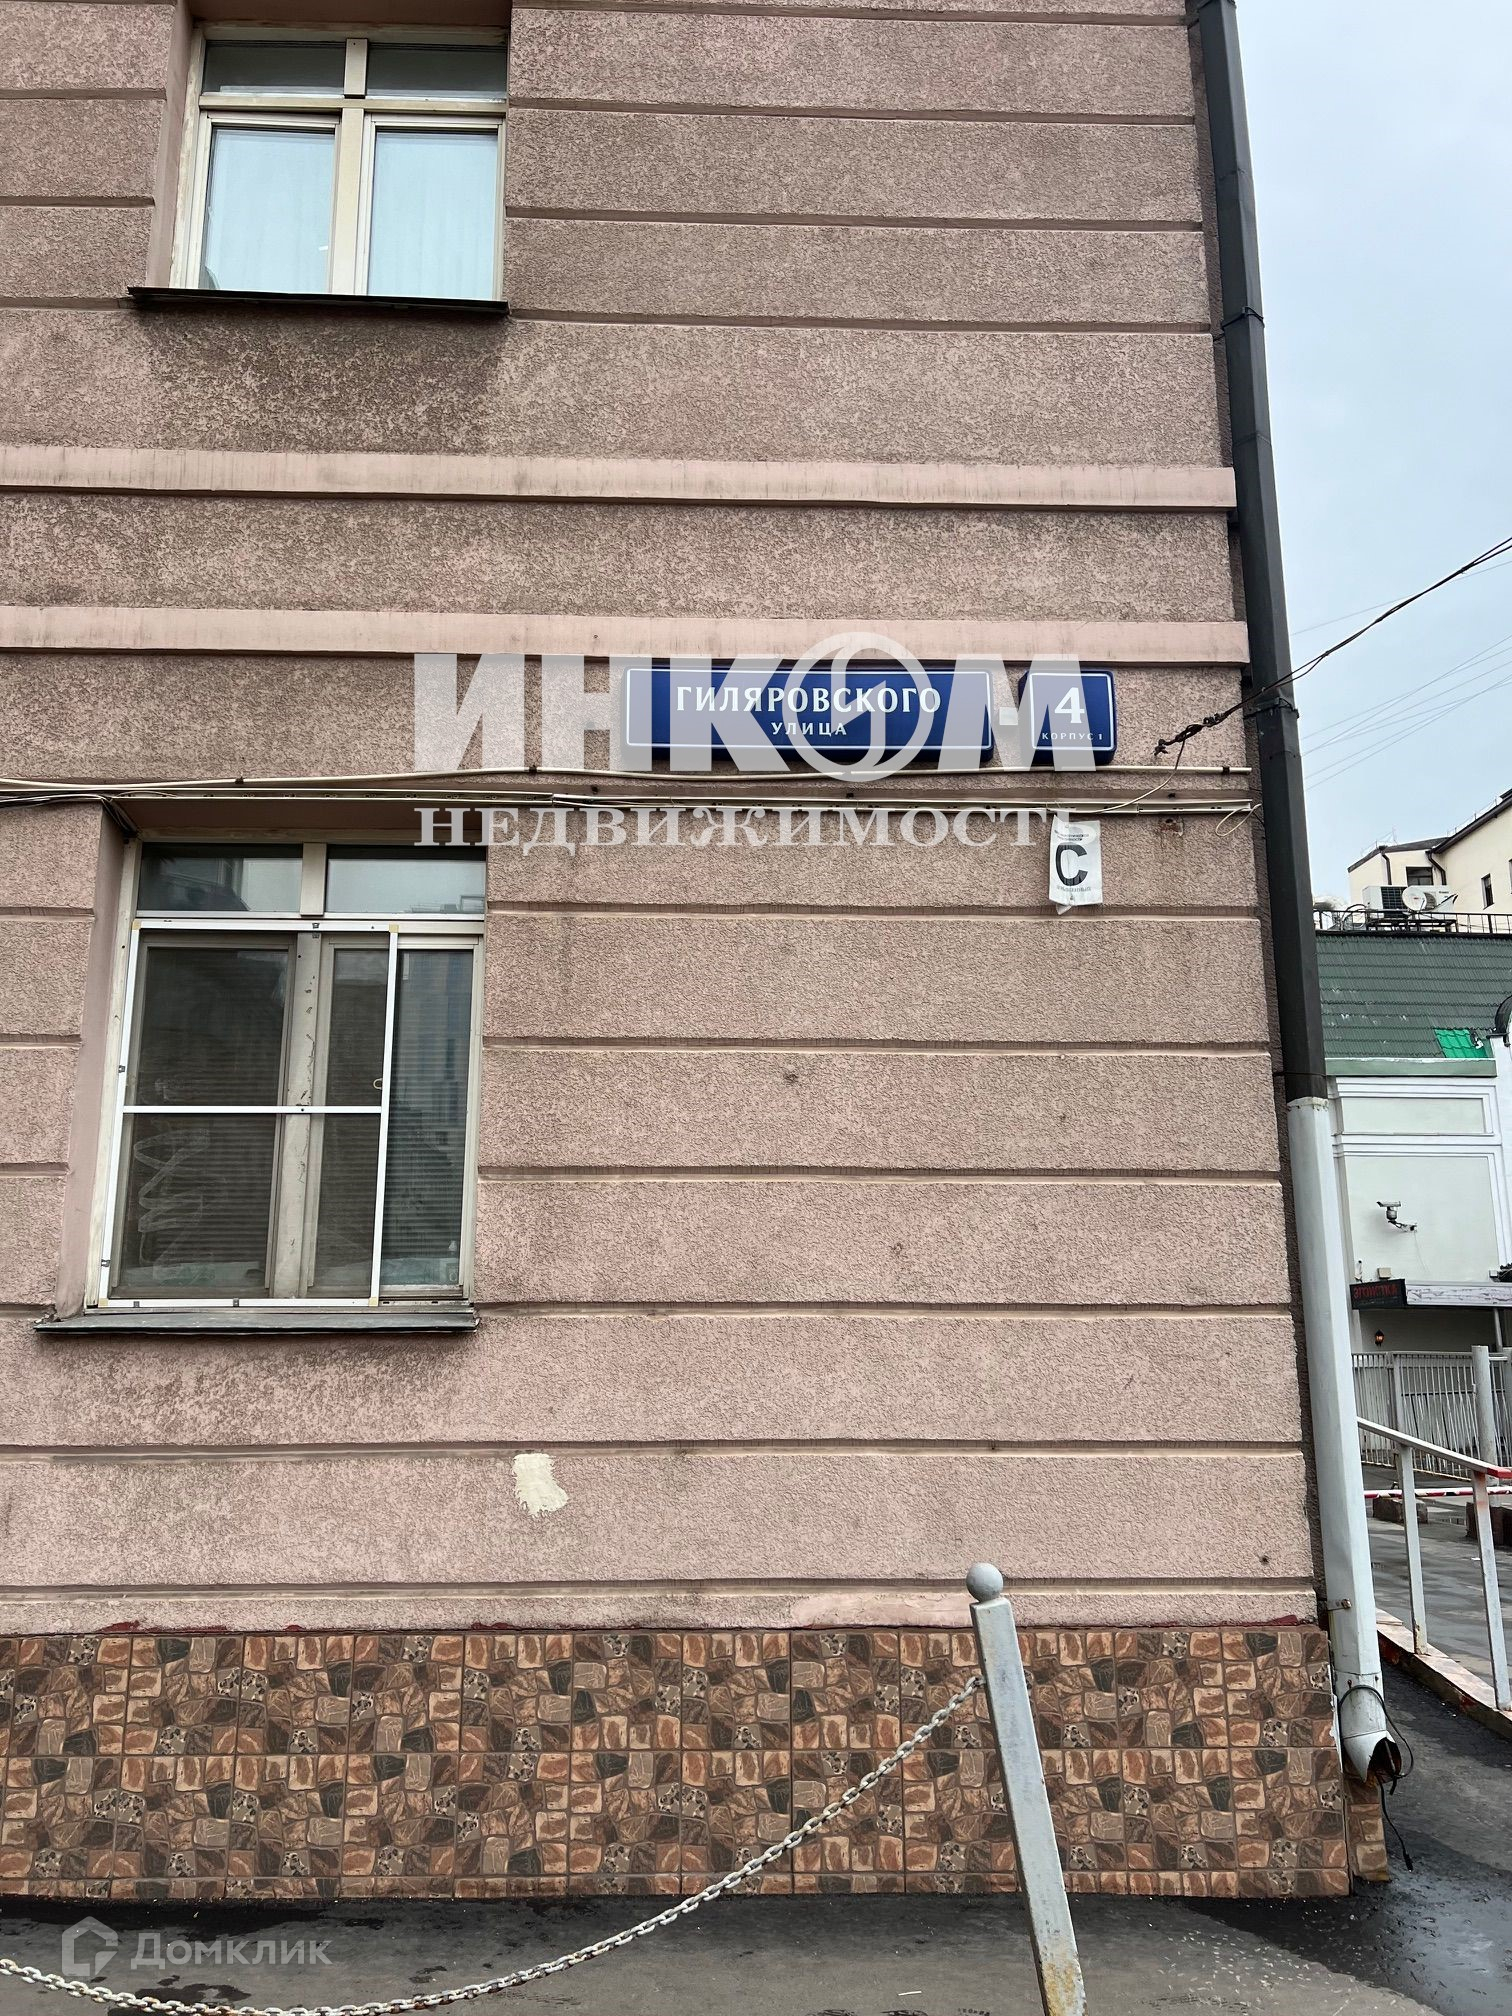 ИНКОМ
НЕДВИЖИМОСТЬ
ГИЛЯРОВСКОГО
УЛИЦА
4
КОРПУС 1
С
Домклик